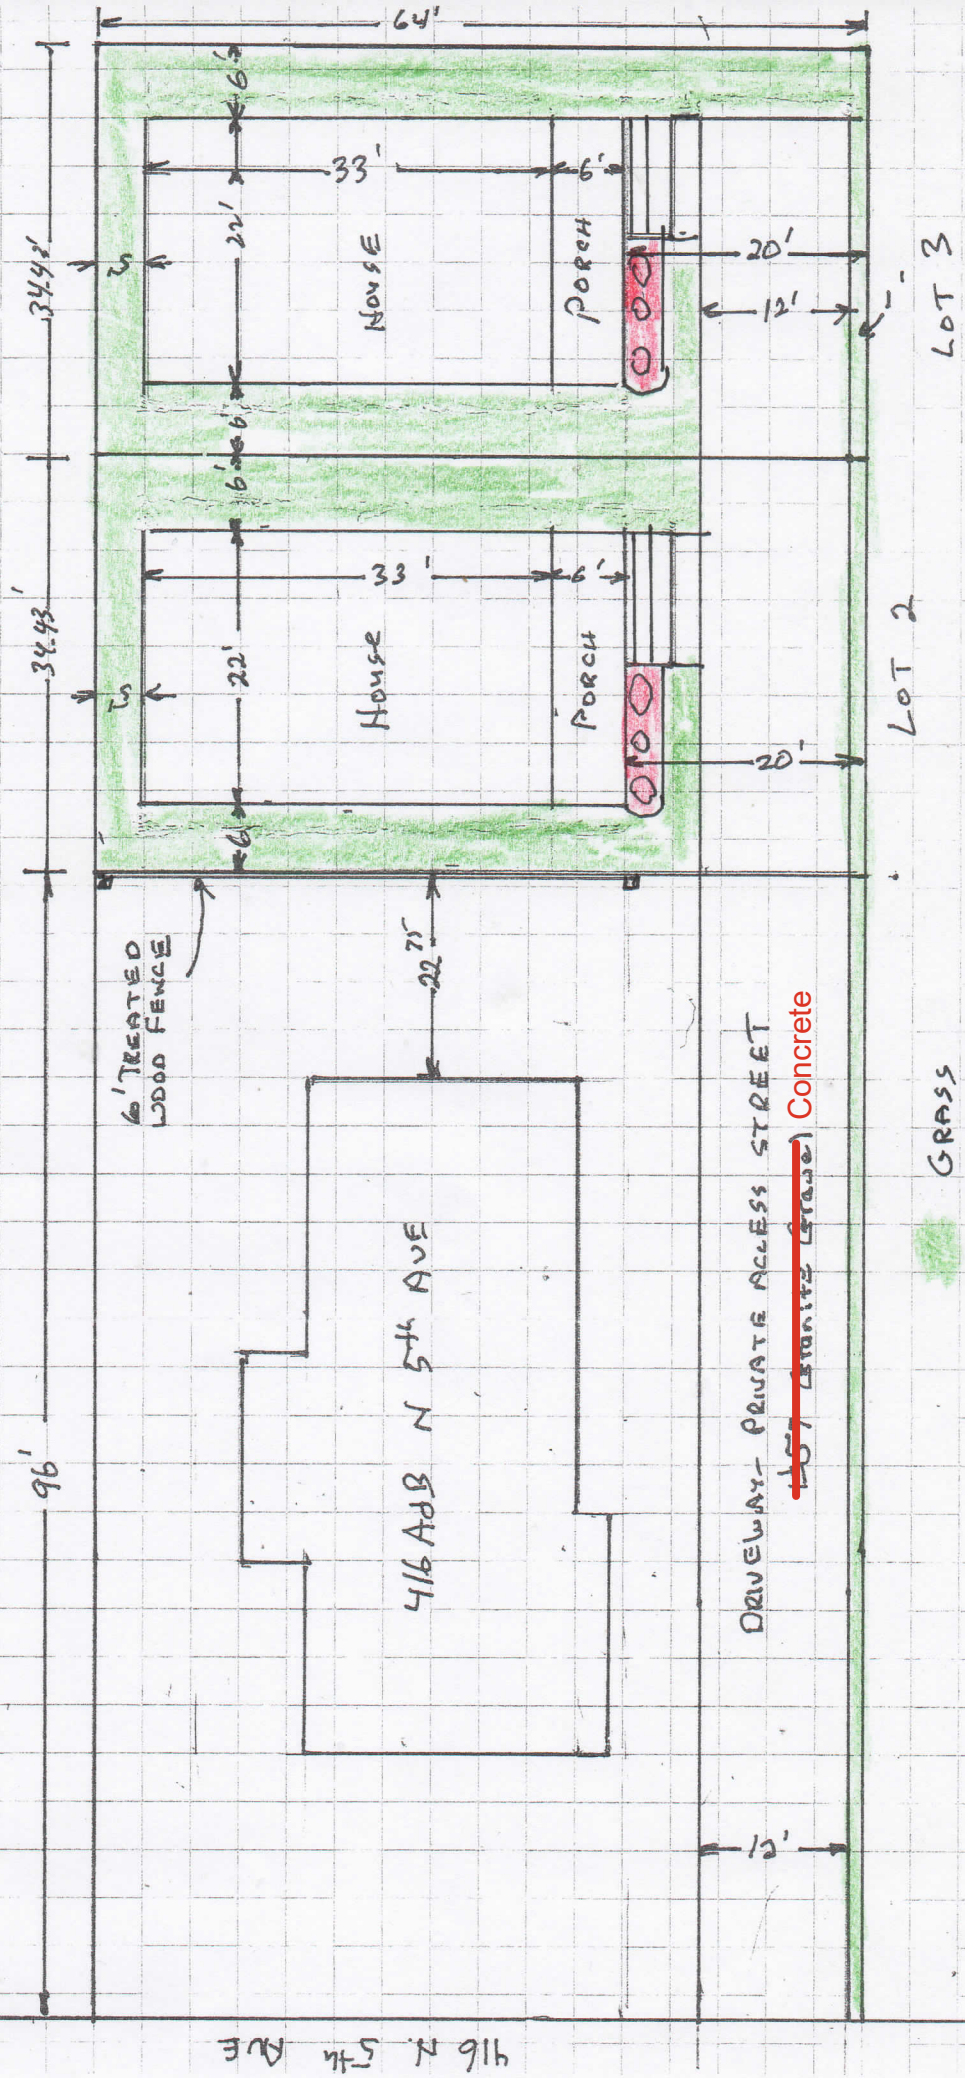 64'
6'
33'
6'
22'
HOUSE
PORCH
20'
12'
34.43'
LOT 3
6'
6'
33'
6'
22'
HOUSE
PORCH
20'
34.43'
LOT 2
6'
6' TREATED
WOOD FENCE
22 75
416 A&B N 5th AVE
DRIVEWAY- PRIVATE ACCESS STREET
Concrete
GRASS
96'
12'
416 N. 5th AVE